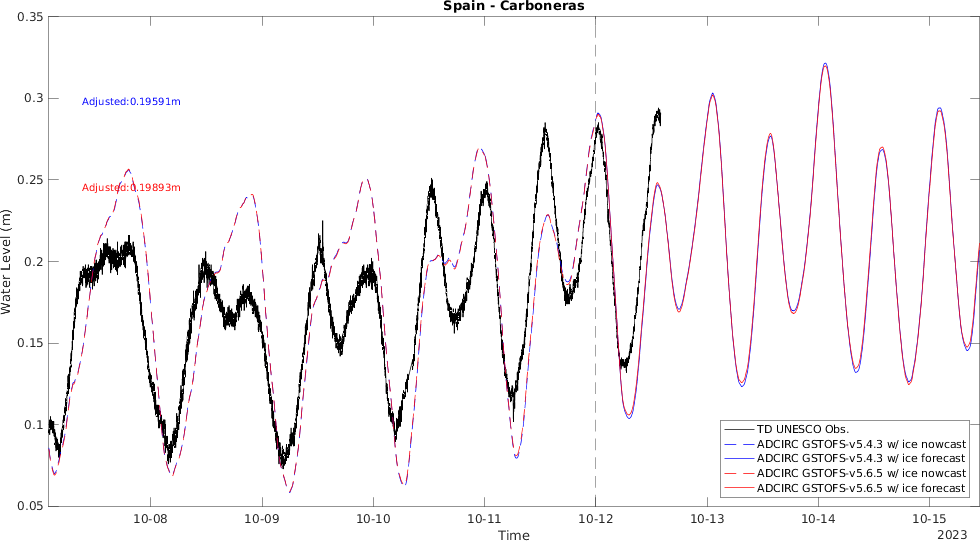 Spain - Carboneras
0.35
0.3
0.25
0.2
0.15
0.1
0.05
Water Level (m)
Adjusted:0.19591m
Adjusted:0.19893m
TD UNESCO Obs.
ADCIRC GSTOFS-v5.4.3 w/ ice nowcast
ADCIRC GSTOFS-v5.4.3 w/ ice forecast
ADCIRC GSTOFS-v5.6.5 w/ ice nowcast
ADCIRC GSTOFS-v5.6.5 w/ ice forecast
10-08 10-09 10-10 10-11 10-12 10-13 10-14 10-15
Time
2023